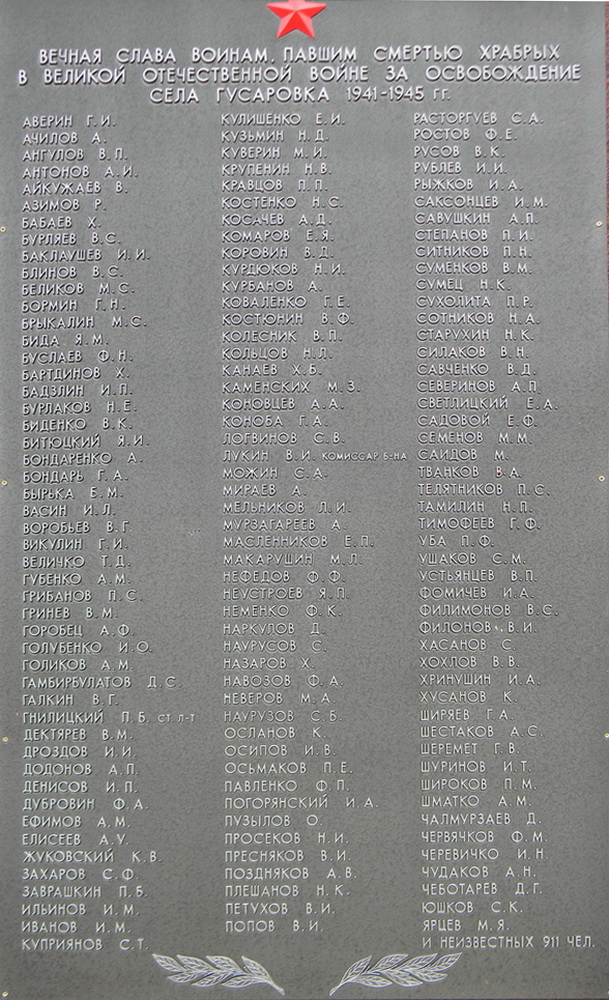 ВЕЧНАЯ СЛАВА ВОИНАМ, ПАВШИМ СМЕРТЬЮ ХРАБРЫХ
В ВЕЛИКОЙ ОТЕЧЕСТВЕННОЙ ВОЙНЕ ЗА ОСВОБОЖДЕНИЕ
СЕЛА ГУСАРОВКА 1941-1945 ГГ.
АВЕРИН Г.И.
АЧИЛОВ А.
АНГУЛОВ В.П.
АНТОНОВ А.И.
АЙКУЖАЕВ В.
АЗИМОВ Р.
БАБАЕВ Х.
БУРЛЯЕВ В.С.
БАКЛАУШЕВ И.И.
БЛИНОВ В.С.
БЕЛИКОВ М.С.
БОРМИН Г.Н.
БРЫКАЛИН М.С.
БИДА Я.М.
БУСЛАЕВ Ф.Н.
БАРТДИНОВ Х.
БАДЗЛИН И.П.
БУРЛАКОВ Н.Е.
БИДЕНКО В.К.
БИТЮЦКИЙ Я.И.
БОНДАРЕНКО А.
БОНДАРЬ Г.А.
БЫРЬКА Е.М.
ВАСИН И.Л.
ВОРОБЬЕВ В.Г.
ВИКУЛИН Г.И.
ВЕЛИЧКО Т.Д.
ГУБЕНКО А.М.
ГРИБАНОВ П.С.
ГРИНЕВ В.М.
ГОРОБЕЦ А.Ф.
ГОЛУБЕНКО И.О.
ГОЛИКОВ А.М.
ГАМБИРБУЛАТОВ Д.С.
ГАЛКИН В.Г.
ГНИЛИЦКИЙ П.Б. СТ. Л-Т
ДЕКТЯРЕВ В.М.
ДРОЗДОВ И.И.
ДОДОНОВ А.П.
ДЕНИСОВ И.П.
ДУБРОВИН Ф.А.
ЕФИМОВ А.М.
ЕЛИСЕЕВ А.У.
ЖУКОВСКИЙ К.В.
ЗАХАРОВ С.Ф.
ЗАВРАШКИН П.Б.
ИЛЬИНОВ И.М.
ИВАНОВ И.М.
КУПРИЯНОВ С.Т.
КУЛИШЕНКО Е.И.
КУЗЬМИН Н.Д.
КУВЕРИН М.И.
КРУПЕНИН Н.В.
КРАВЦОВ П.П.
КОСТЕНКО Н.С.
КОСАЧЕВ А.Д.
КОМАРОВ Е.Я.
КОРОВИН В.Д.
КУРДЮКОВ Н.И.
КУРБАНОВ А.
КОВАЛЕНКО Г.Е.
КОСТЮНИН В.Ф.
КОЛЕСНИК В.П.
КОЛЬЦОВ Н.Л.
КАНАЕВ Х.Б.
КАМЕНСКИХ М.З.
КОНОВЦЕВ А.А.
КОНОБА Г.А.
ЛОГВИНОВ С.В.
ЛУКИН В.И. КОМИССАР Б-НА
МОЖИН С.А.
МИРАЕВ А.
МЕЛЬНИКОВ Л.И.
МУРЗАГАРЕЕВ А.
МАСЛЕННИКОВ Е.П.
МАКАРУШИН М.Л.
НЕФЕДОВ Ф.Ф.
НЕУСТРОЕВ Я.П.
НЕМЕНКО Ф.К.
НАРКУЛОВ Д.
НАУРУСОВ С.
НАЗАРОВ Х.
НАВОЗОВ Ф.А.
НЕВЕРОВ М.А.
НАУРУЗОВ С.Б.
ОСЛАНОВ К.
ОСИПОВ И.В.
ОСЬМАКОВ П.Е.
ПАВЛЕНКО Ф.П.
ПОГОРЯНСКИЙ И.А.
ПУЗЫЛОВ О.
ПРОСЕКОВ Н.И.
ПРЕСНЯКОВ В.И.
ПОЗДНЯКОВ А.В.
ПЛЕШАНОВ Н.К.
ПЕТУХОВ В.И.
ПОПОВ В.И.
РАСТОРГУЕВ С.А.
РОСТОВ Ф.Е.
РУСОВ В.К.
РУБЛЕВ И.И.
РЫЖКОВ И.А.
САКСОНЦЕВ И.М.
САВУШКИН А.П.
СТЕПАНОВ П.И.
СИТНИКОВ П.Н.
СУМЕНКОВ В.М.
СУМЕЦ Н.К.
СУХОЛИТА П.Р.
СОТНИКОВ Н.А.
СТАРУХИН Н.К.
СИЛАКОВ В.Н.
САВЧЕНКО В.Д.
СЕВЕРИНОВ А.П.
СВЕТЛИЦКИЙ Е.А.
САДОВОЙ Е.Ф.
СЕМЕНОВ М.М.
САИДОВ М.
ТВАНКОВ В.А.
ТЕЛЯТНИКОВ П.С.
ТАМИЛИН Н.П.
ТИМОФЕЕВ Г.Ф.
УБА П.Ф.
УШАКОВ С.М.
УСТЬЯНЦЕВ В.П.
ФОМИЧЕВ И.А.
ФИЛИМОНОВ В.С.
ФИЛОНОВ В.И.
ХАСАНОВ С.
ХОХЛОВ В.В.
ХРИНУШИН И.А.
ХУСАНОВ К.
ШИРЯЕВ Г.А.
ШЕСТАКОВ А.С.
ШЕРЕМЕТ Г.В.
ШУРИНОВ И.Т.
ШИРОКОВ П.М.
ШМАТКО А.М.
ЧАЛМУРЗАЕВ Д.
ЧЕРВЯЧКОВ Ф.М.
ЧЕРЕВИЧКО И.Н.
ЧУДАКОВ А.Н.
ЧЕБОТАРЕВ Д.Г.
ЮШКОВ С.К.
ЯРЦЕВ М.Я.
И НЕИЗВЕСТНЫХ 911 ЧЕЛ.